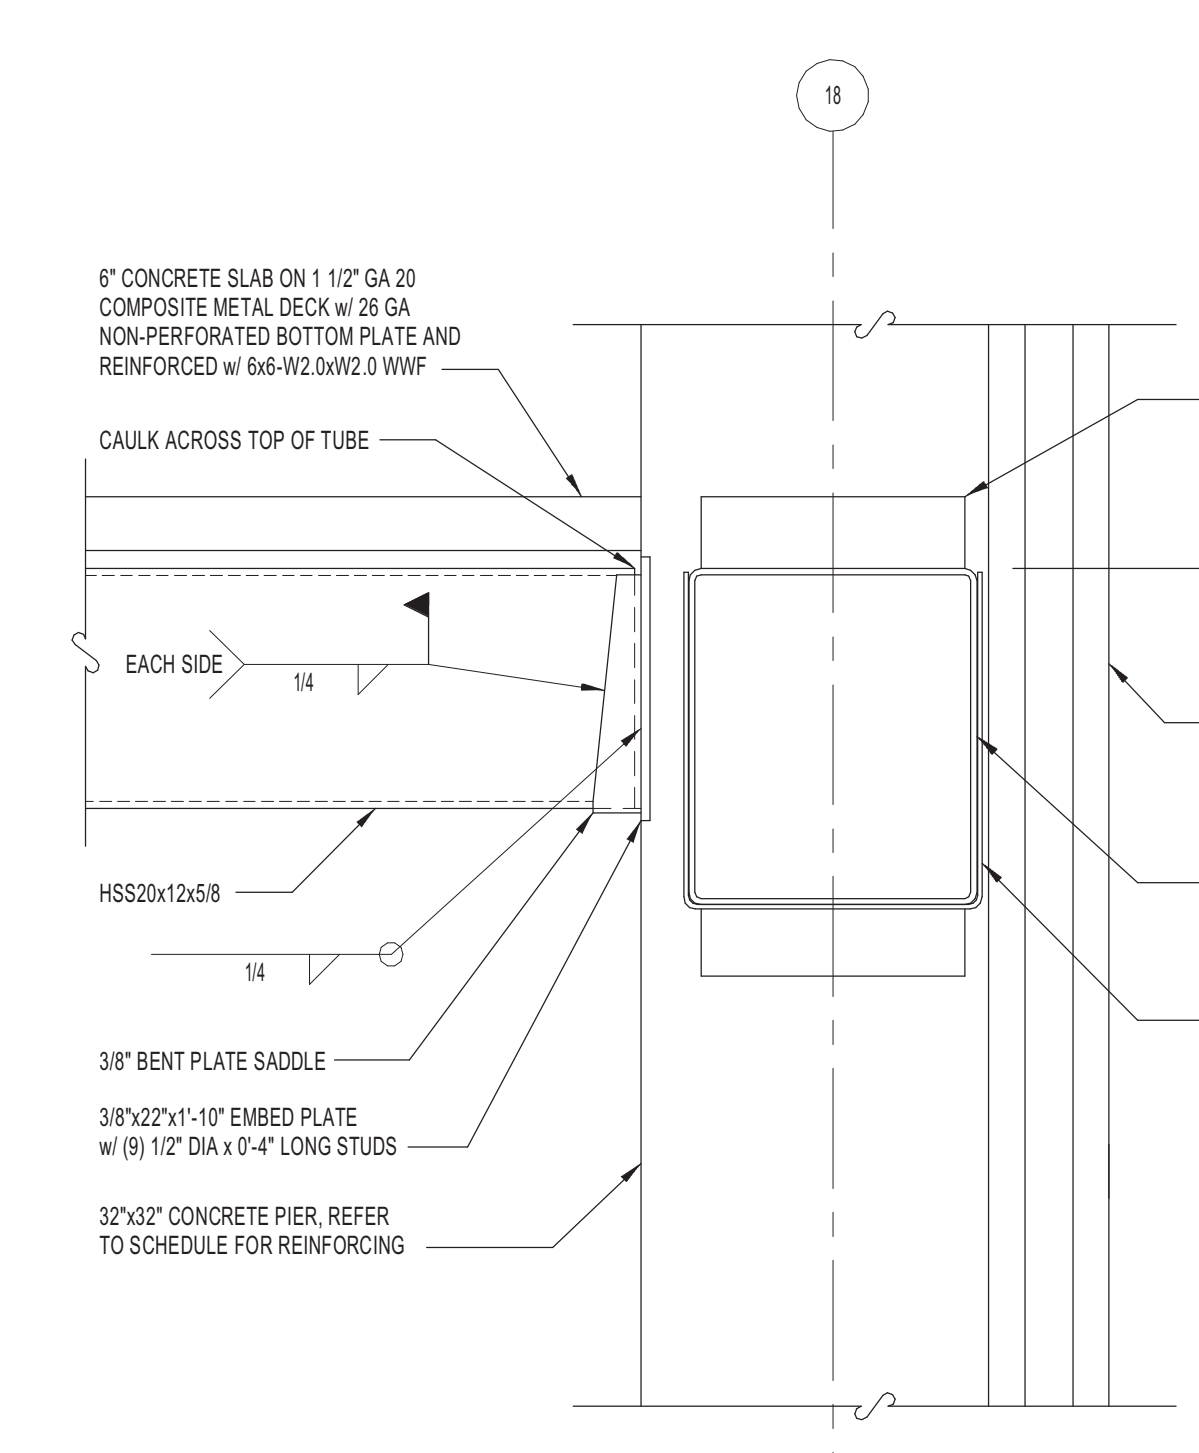 18
6" CONCRETE SLAB ON 1 1/2" GA 20
COMPOSITE METAL DECK w/ 26 GA
NON-PERFORATED BOTTOM PLATE AND
REINFORCED w/ 6x6-W2.0xW2.0 WWF
CAULK ACROSS TOP OF TUBE
EACH SIDE
1/4
HSS20x12x5/8
1/4
3/8" BENT PLATE SADDLE
3/8"x22"x1'-10" EMBED PLATE
w/ (9) 1/2" DIA x 0'-4" LONG STUDS
32"x32" CONCRETE PIER, REFER
TO SCHEDULE FOR REINFORCING